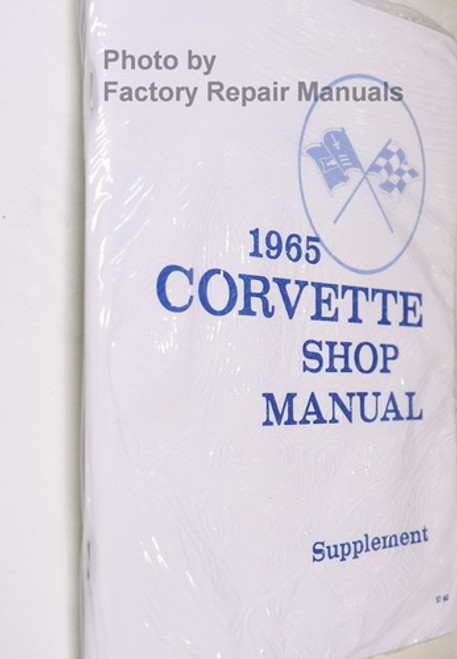 Photo by
Factory Repair Manuals
1965
CORVETTE
SHOP
MANUAL
Supplement